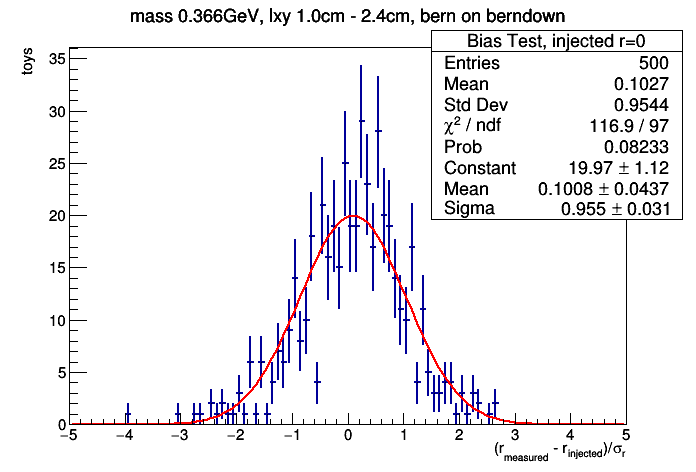 mass 0.366GeV, lxy 1.0cm - 2.4cm, bern on berndown
Bias Test, injected r=0
Entries 500
Mean 0.1027
Std Dev 0.9544
χ² / ndf 116.9 / 97
Prob 0.08233
Constant 19.97 ± 1.12
Mean 0.1008 ± 0.0437
Sigma 0.955 ± 0.031
toys
35
30
25
20
15
10
5
0
−5 −4 −3 −2 −1 0 1 2 3 4 5
(r_measured - r_injected)/σ_r